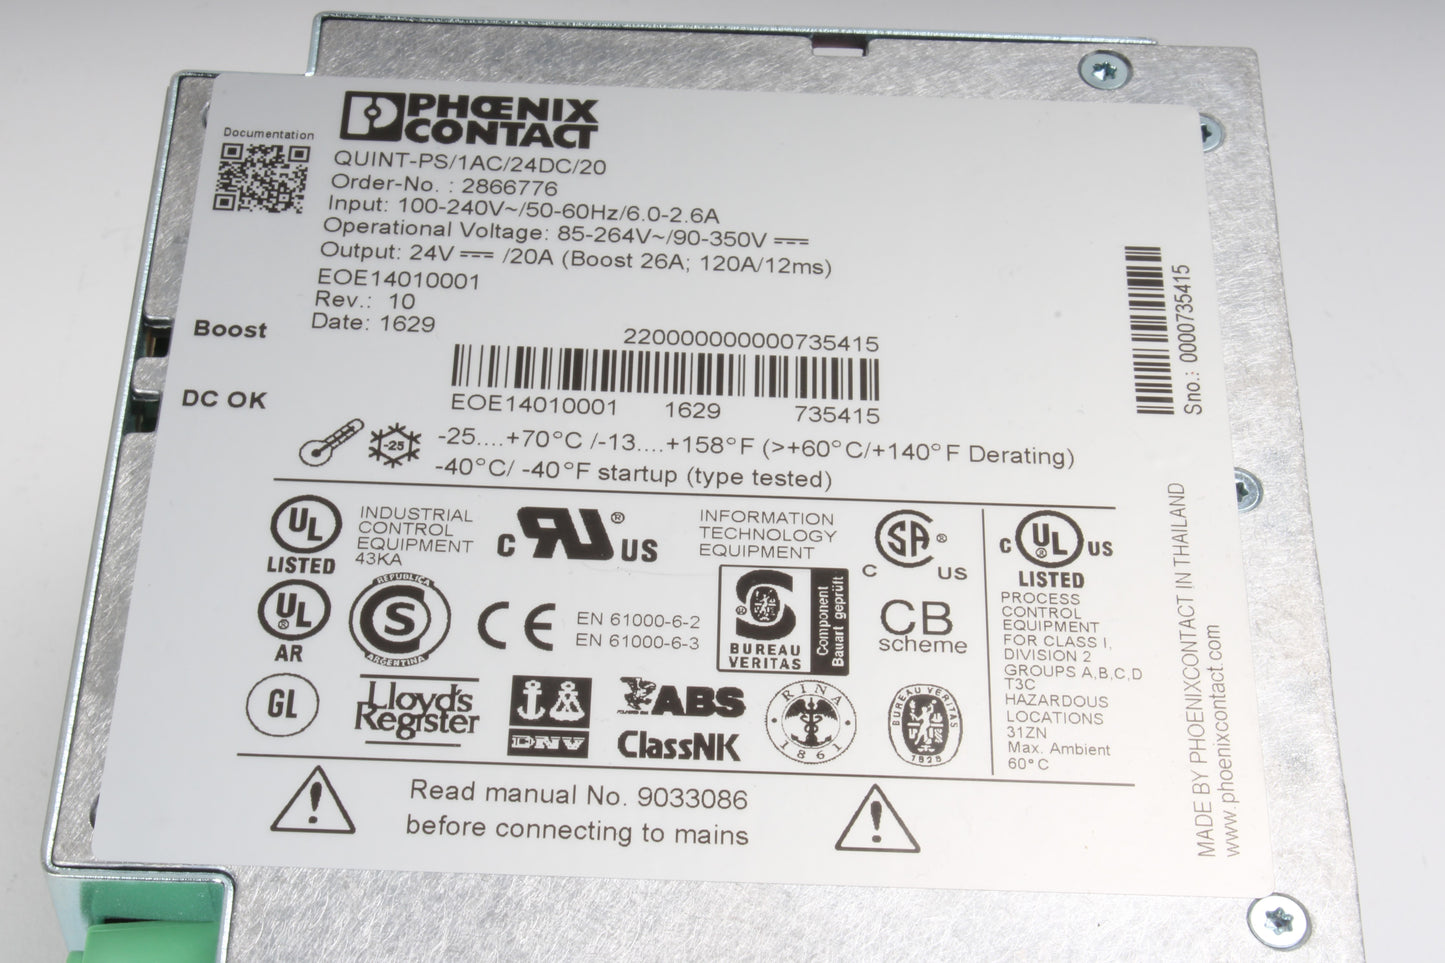 Documentation
PHŒNIX
CONTACT
QUINT-PS/1AC/24DC/20
Order-No. : 2866776
Input: 100-240V~/50-60Hz/6.0-2.6A
Operational Voltage: 85-264V~/90-350V ⎓
Output: 24V ⎓ /20A (Boost 26A; 120A/12ms)
EOE14010001
Rev.: 10
Date: 1629
Boost
DC OK
220000000000735415
EOE14010001 1629 735415
Sno.: 0000735415
-25
-25....+70°C /-13....+158°F (>+60°C/+140°F Derating)
-40°C/ -40°F startup (type tested)
UL
LISTED
INDUSTRIAL
CONTROL
EQUIPMENT
43KA
C RU ® US
INFORMATION
TECHNOLOGY
EQUIPMENT
C SA ® US
C UL ® US
LISTED
PROCESS
CONTROL
EQUIPMENT
FOR CLASS I,
DIVISION 2
GROUPS A,B,C,D
T3C
HAZARDOUS
LOCATIONS
31ZN
Max. Ambient
60°C
UL ®
AR
REPUBLICA
S
ARGENTINA
CE
EN 61000-6-2
EN 61000-6-3
S ®
BUREAU
VERITAS
Component
Bauart geprüft
CB
scheme
GL
Lloyd's
Register
DNV
ABS
ClassNK
RINA
1861
BUREAU VERITAS
1828
Read manual No. 9033086
before connecting to mains
MADE BY PHOENIXCONTACT IN THAILAND
www.phoenixcontact.com